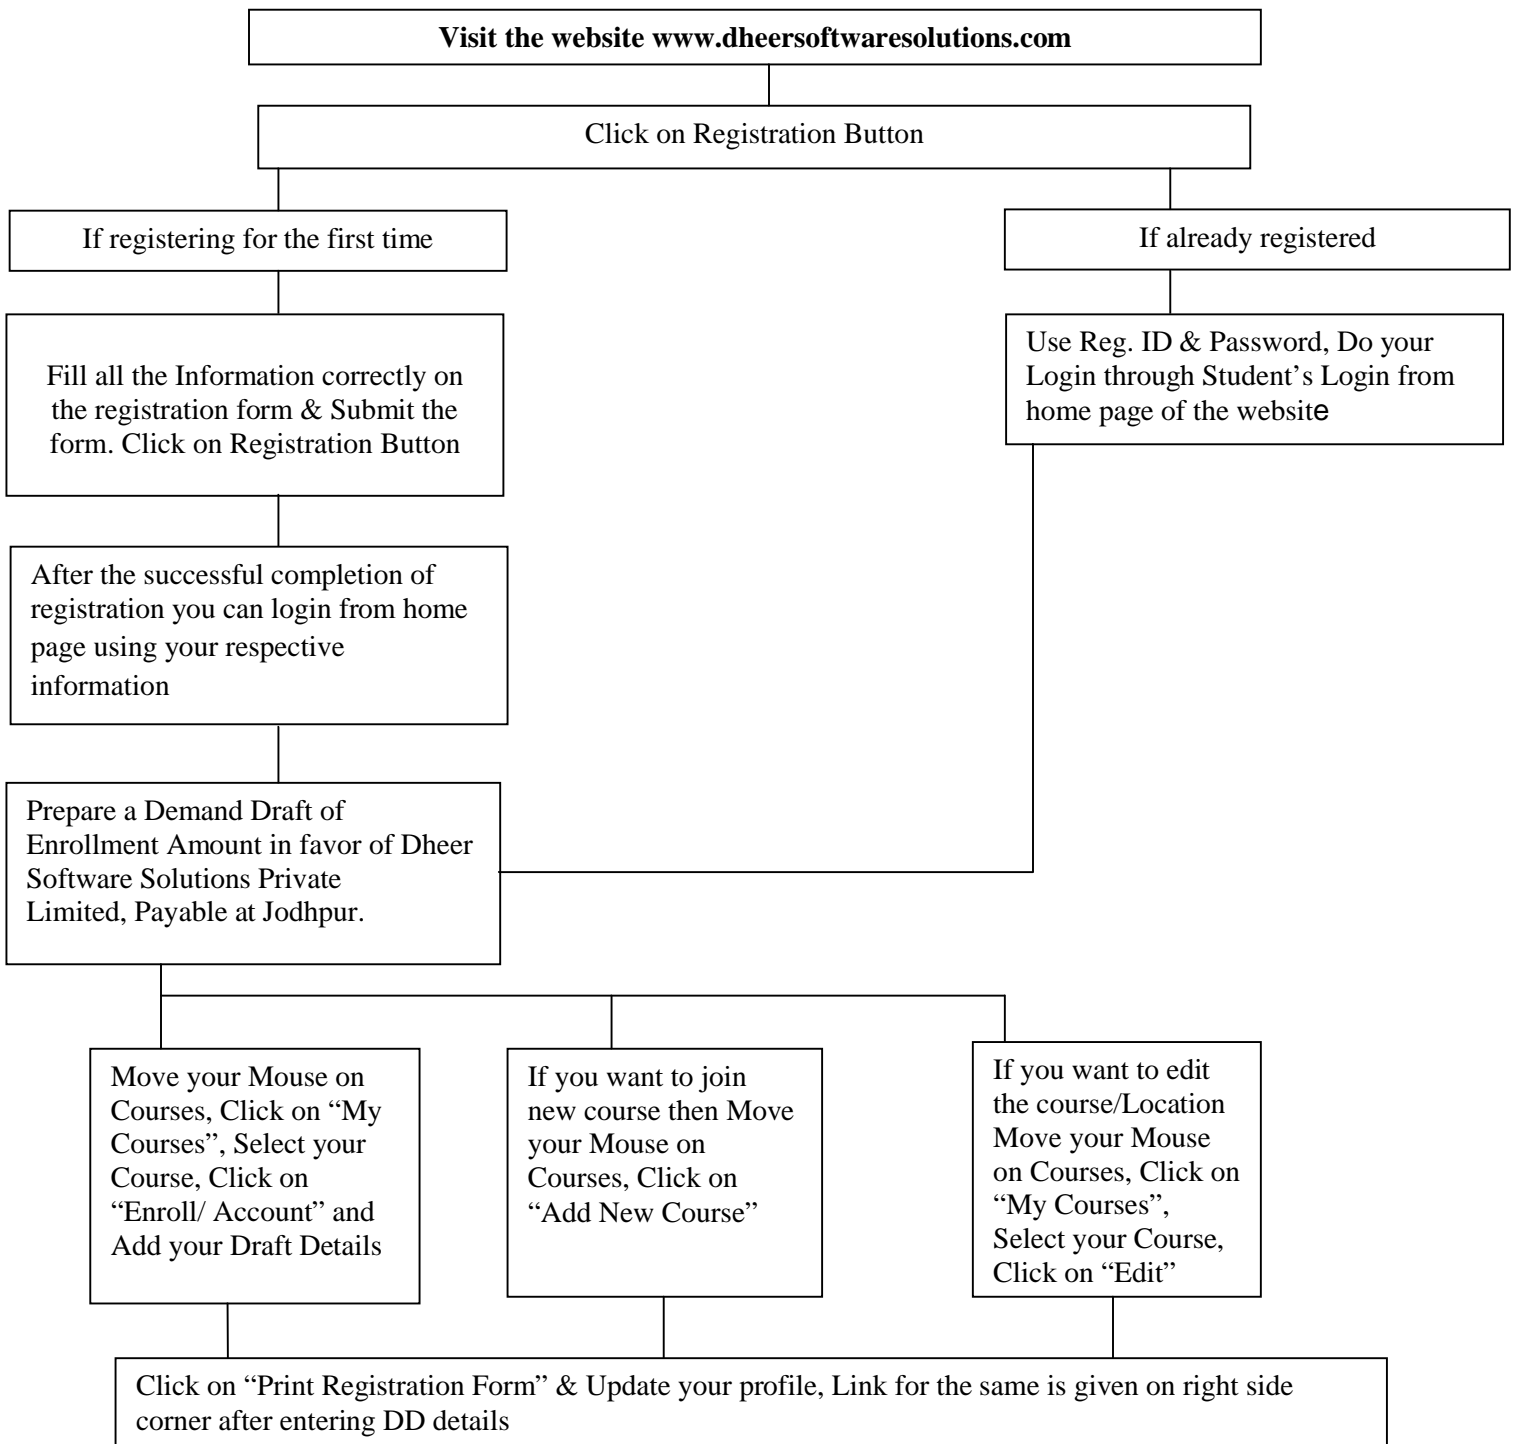 Visit the website www.dheersoftwaresolutions.com
Click on Registration Button
If registering for the first time
If already registered
Fill all the Information correctly on
the registration form & Submit the
form. Click on Registration Button
Use Reg. ID & Password, Do your
Login through Student’s Login from
home page of the website
After the successful completion of
registration you can login from home
page using your respective
information
Prepare a Demand Draft of
Enrollment Amount in favor of Dheer
Software Solutions Private
Limited, Payable at Jodhpur.
Move your Mouse on
Courses, Click on “My
Courses”, Select your
Course, Click on
“Enroll/ Account” and
Add your Draft Details
If you want to join
new course then Move
your Mouse on
Courses, Click on
“Add New Course”
If you want to edit
the course/Location
Move your Mouse
on Courses, Click on
“My Courses”,
Select your Course,
Click on “Edit”
Click on “Print Registration Form” & Update your profile, Link for the same is given on right side
corner after entering DD details